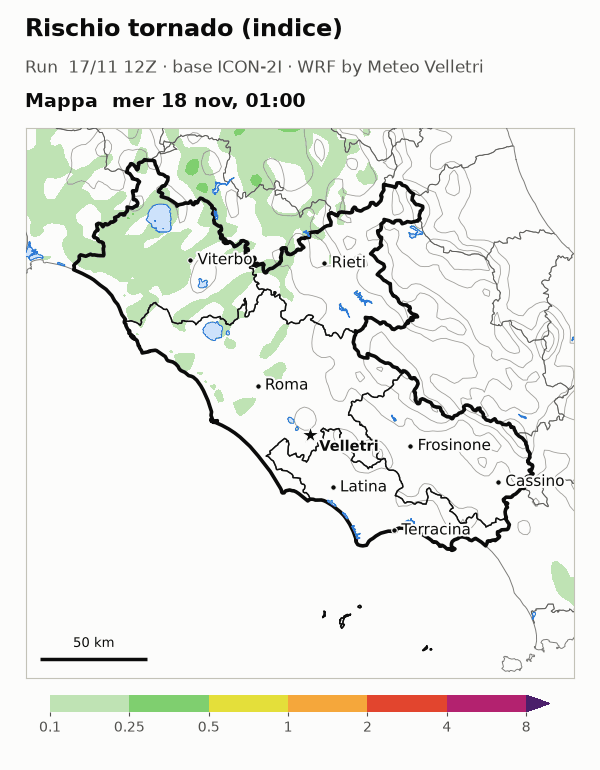 Rischio tornado (indice)
Run  17/11 12Z · base ICON-2I · WRF by Meteo Velletri
Mappa  mer 18 nov, 01:00
Viterbo
Rieti
Roma
Velletri
Frosinone
Latina
Cassino
Terracina
50 km
0.1 0.25 0.5 1 2 4 8